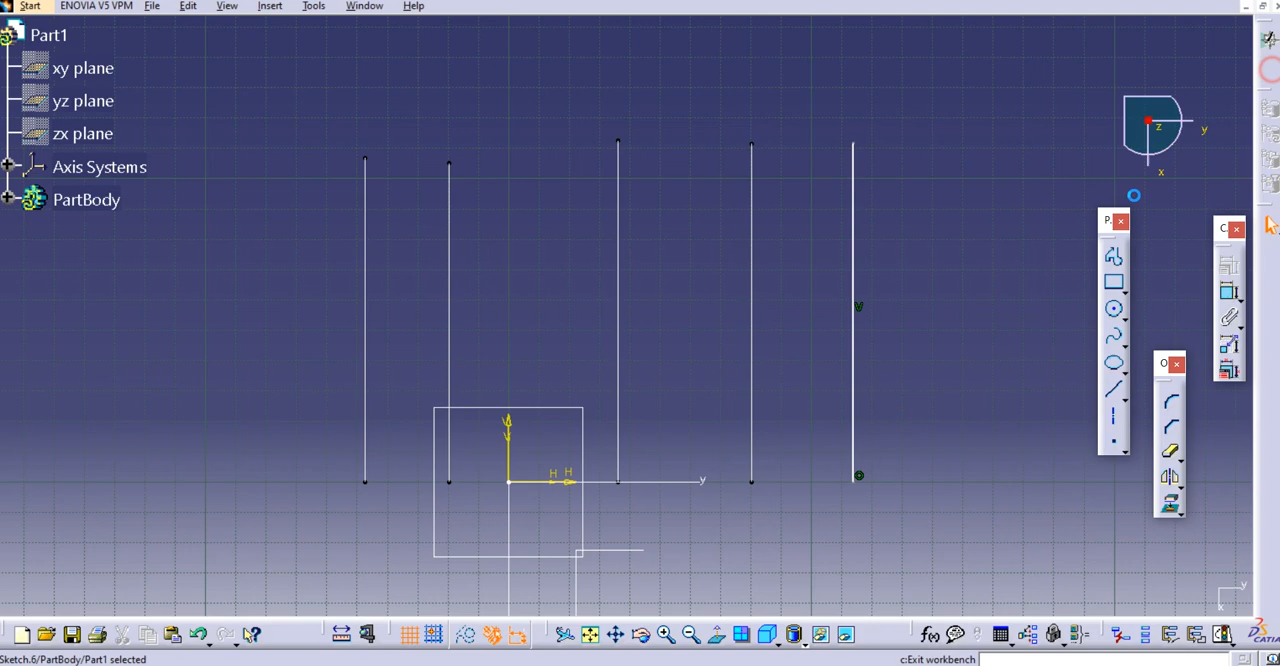 Start ENOVIA V5 VPM File Edit View Insert Tools Window Help
Part1
xy plane
yz plane
zx plane
Axis Systems
PartBody
z y
x
P.
C.
V
O
V
H H
y
f(x)
y
x
CATIA
Sketch.6/PartBody/Part1 selected
c:Exit workbench